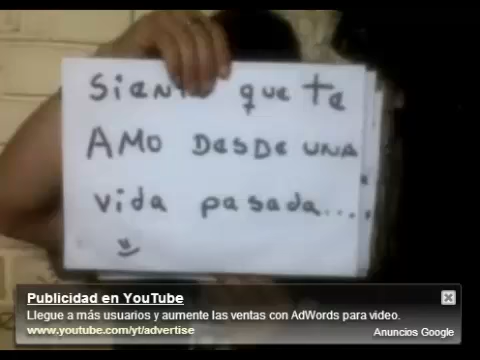 Siento que te
AMO DESDE UNA
vida pasada....
Publicidad en YouTube
Llegue a más usuarios y aumente las ventas con AdWords para video.
www.youtube.com/yt/advertise
Anuncios Google